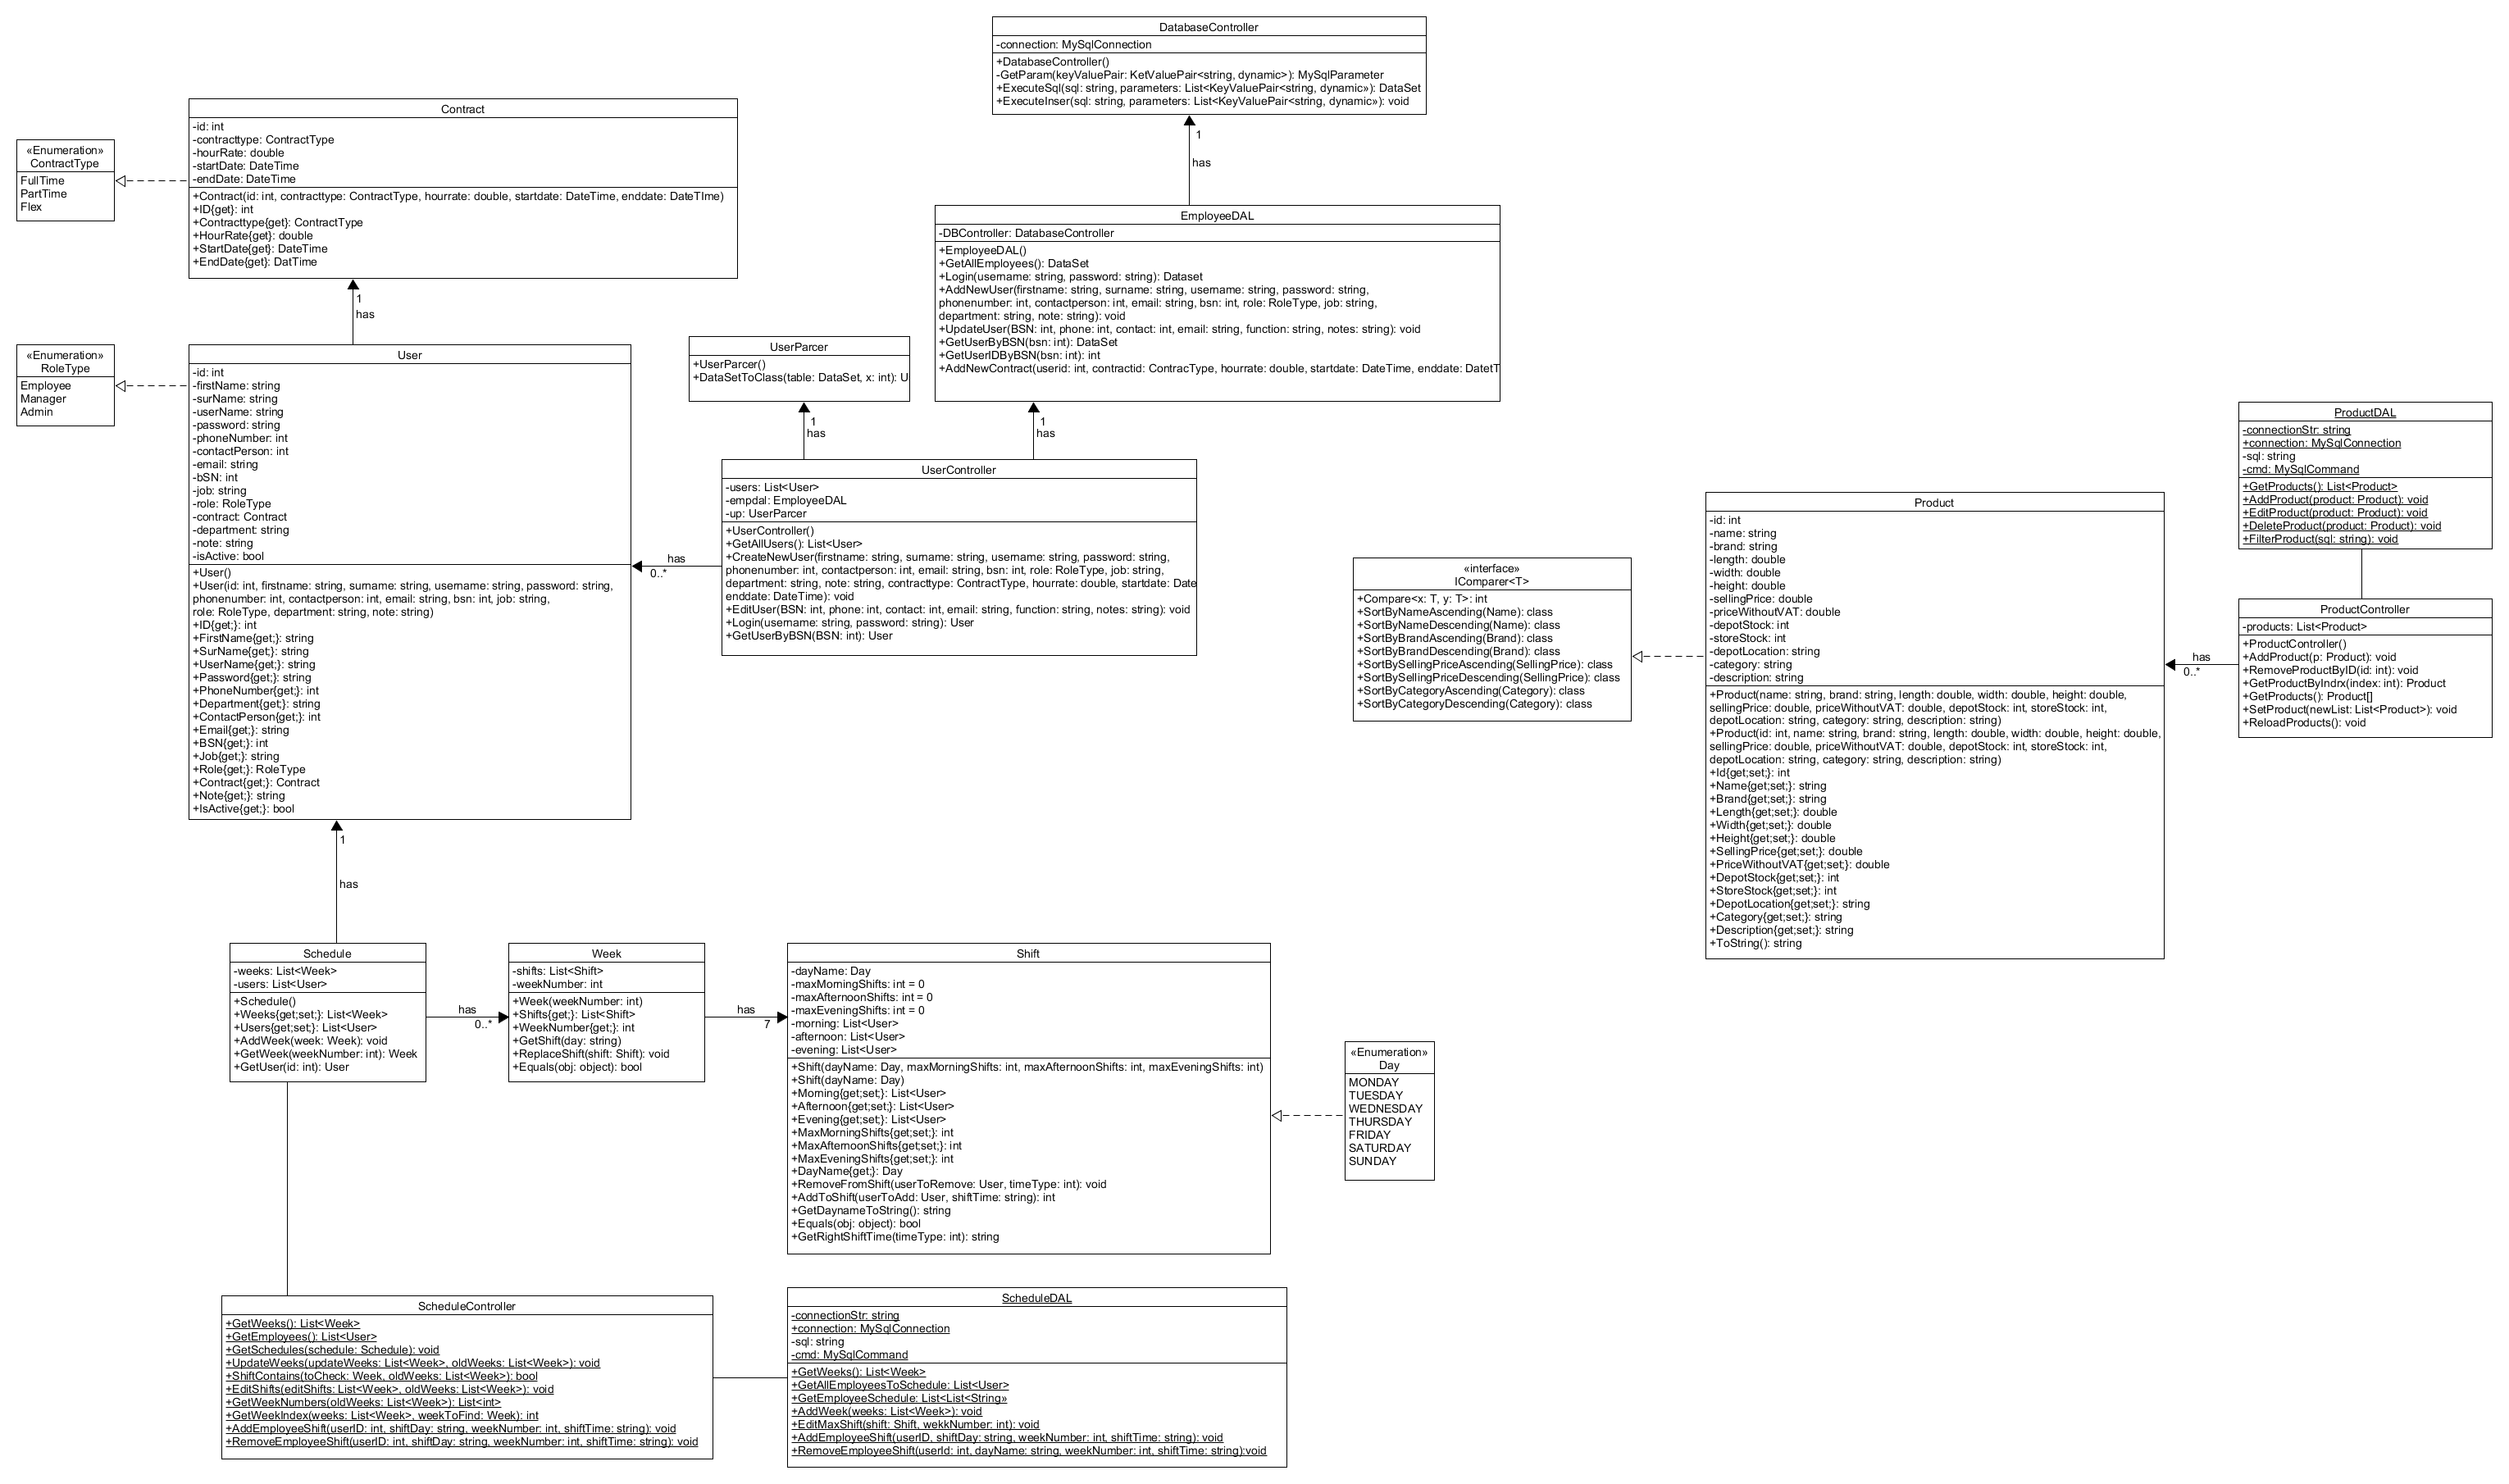 DatabaseController
-connection: MySqlConnection
+DatabaseController()
-GetParam(keyValuePair: KetValuePair<string, dynamic>): MySqlParameter
+ExecuteSql(sql: string, parameters: List<KeyValuePair<string, dynamic»): DataSet
+ExecuteInser(sql: string, parameters: List<KeyValuePair<string, dynamic»): void
1
has
Contract
-id: int
-contracttype: ContractType
-hourRate: double
-startDate: DateTime
-endDate: DateTime
+Contract(id: int, contracttype: ContractType, hourrate: double, startdate: DateTime, enddate: DateTIme)
+ID{get}: int
+Contracttype{get}: ContractType
+HourRate{get}: double
+StartDate{get}: DateTime
+EndDate{get}: DatTime
«Enumeration»
ContractType
FullTime
PartTime
Flex
1
has
EmployeeDAL
-DBController: DatabaseController
+EmployeeDAL()
+GetAllEmployees(): DataSet
+Login(username: string, password: string): Dataset
+AddNewUser(firstname: string, surname: string, username: string, password: string,
phonenumber: int, contactperson: int, email: string, bsn: int, role: RoleType, job: string,
department: string, note: string): void
+UpdateUser(BSN: int, phone: int, contact: int, email: string, function: string, notes: string): void
+GetUserByBSN(bsn: int): DataSet
+GetUserIDByBSN(bsn: int): int
+AddNewContract(userid: int, contractid: ContracType, hourrate: double, startdate: DateTime, enddate: DatetT
«Enumeration»
RoleType
Employee
Manager
Admin
User
-id: int
-firstName: string
-surName: string
-userName: string
-password: string
-phoneNumber: int
-contactPerson: int
-email: string
-bSN: int
-job: string
-role: RoleType
-contract: Contract
-department: string
-note: string
-isActive: bool
+User()
+User(id: int, firstname: string, surname: string, username: string, password: string,
phonenumber: int, contactperson: int, email: string, bsn: int, job: string,
role: RoleType, department: string, note: string)
+ID{get;}: int
+FirstName{get;}: string
+SurName{get;}: string
+UserName{get;}: string
+Password{get;}: string
+PhoneNumber{get;}: int
+Department{get;}: string
+ContactPerson{get;}: int
+Email{get;}: string
+BSN{get;}: int
+Job{get;}: string
+Role{get;}: RoleType
+Contract{get;}: Contract
+Note{get;}: string
+IsActive{get;}: bool
UserParcer
+UserParcer()
+DataSetToClass(table: DataSet, x: int): U
1
has
1
has
UserController
-users: List<User>
-empdal: EmployeeDAL
-up: UserParcer
+UserController()
+GetAllUsers(): List<User>
+CreateNewUser(firstname: string, surname: string, username: string, password: string,
phonenumber: int, contactperson: int, email: string, bsn: int, role: RoleType, job: string,
department: string, note: string, contracttype: ContractType, hourrate: double, startdate: Date
enddate: DateTime): void
+EditUser(BSN: int, phone: int, contact: int, email: string, function: string, notes: string): void
+Login(username: string, password: string): User
+GetUserByBSN(BSN: int): User
has
0..*
ProductDAL
-connectionStr: string
+connection: MySqlConnection
-sql: string
-cmd: MySqlCommand
+GetProducts(): List<Product>
+AddProduct(product: Product): void
+EditProduct(product: Product): void
+DeleteProduct(product: Product): void
+FilterProduct(sql: string): void
«interface»
IComparer<T>
+Compare<x: T, y: T>: int
+SortByNameAscending(Name): class
+SortByNameDescending(Name): class
+SortByBrandAscending(Brand): class
+SortByBrandDescending(Brand): class
+SortBySellingPriceAscending(SellingPrice): class
+SortBySellingPriceDescending(SellingPrice): class
+SortByCategoryAscending(Category): class
+SortByCategoryDescending(Category): class
Product
-id: int
-name: string
-brand: string
-length: double
-width: double
-height: double
-sellingPrice: double
-priceWithoutVAT: double
-depotStock: int
-storeStock: int
-depotLocation: string
-category: string
-description: string
+Product(name: string, brand: string, length: double, width: double, height: double,
sellingPrice: double, priceWithoutVAT: double, depotStock: int, storeStock: int,
depotLocation: string, category: string, description: string)
+Product(id: int, name: string, brand: string, length: double, width: double, height: double,
sellingPrice: double, priceWithoutVAT: double, depotStock: int, storeStock: int,
depotLocation: string, category: string, description: string)
+Id{get;set;}: int
+Name{get;set;}: string
+Brand{get;set;}: string
+Length{get;set;}: double
+Width{get;set;}: double
+Height{get;set;}: double
+SellingPrice{get;set;}: double
+PriceWithoutVAT{get;set;}: double
+DepotStock{get;set;}: int
+StoreStock{get;set;}: int
+DepotLocation{get;set;}: string
+Category{get;set;}: string
+Description{get;set;}: string
+ToString(): string
has
0..*
ProductController
-products: List<Product>
+ProductController()
+AddProduct(p: Product): void
+RemoveProductByID(id: int): void
+GetProductByIndrx(index: int): Product
+GetProducts(): Product[]
+SetProduct(newList: List<Product>): void
+ReloadProducts(): void
1
has
Schedule
-weeks: List<Week>
-users: List<User>
+Schedule()
+Weeks{get;set;}: List<Week>
+Users{get;set;}: List<User>
+AddWeek(week: Week): void
+GetWeek(weekNumber: int): Week
+GetUser(id: int): User
has
0..*
Week
-shifts: List<Shift>
-weekNumber: int
+Week(weekNumber: int)
+Shifts{get;}: List<Shift>
+WeekNumber{get;}: int
+GetShift(day: string)
+ReplaceShift(shift: Shift): void
+Equals(obj: object): bool
has
7
Shift
-dayName: Day
-maxMorningShifts: int = 0
-maxAfternoonShifts: int = 0
-maxEveningShifts: int = 0
-morning: List<User>
-afternoon: List<User>
-evening: List<User>
+Shift(dayName: Day, maxMorningShifts: int, maxAfternoonShifts: int, maxEveningShifts: int)
+Shift(dayName: Day)
+Morning{get;set;}: List<User>
+Afternoon{get;set;}: List<User>
+Evening{get;set;}: List<User>
+MaxMorningShifts{get;set;}: int
+MaxAfternoonShifts{get;set;}: int
+MaxEveningShifts{get;set;}: int
+DayName{get;}: Day
+RemoveFromShift(userToRemove: User, timeType: int): void
+AddToShift(userToAdd: User, shiftTime: string): int
+GetDaynameToString(): string
+Equals(obj: object): bool
+GetRightShiftTime(timeType: int): string
«Enumeration»
Day
MONDAY
TUESDAY
WEDNESDAY
THURSDAY
FRIDAY
SATURDAY
SUNDAY
ScheduleController
+GetWeeks(): List<Week>
+GetEmployees(): List<User>
+GetSchedules(schedule: Schedule): void
+UpdateWeeks(updateWeeks: List<Week>, oldWeeks: List<Week>): void
+ShiftContains(toCheck: Week, oldWeeks: List<Week>): bool
+EditShifts(editShifts: List<Week>, oldWeeks: List<Week>): void
+GetWeekNumbers(oldWeeks: List<Week>): List<int>
+GetWeekIndex(weeks: List<Week>, weekToFind: Week): int
+AddEmployeeShift(userID: int, shiftDay: string, weekNumber: int, shiftTime: string): void
+RemoveEmployeeShift(userID: int, shiftDay: string, weekNumber: int, shiftTime: string): void
ScheduleDAL
-connectionStr: string
+connection: MySqlConnection
-sql: string
-cmd: MySqlCommand
+GetWeeks(): List<Week>
+GetAllEmployeesToSchedule: List<User>
+GetEmployeeSchedule: List<List<String»
+AddWeek(weeks: List<Week>): void
+EditMaxShift(shift: Shift, wekkNumber: int): void
+AddEmployeeShift(userID, shiftDay: string, weekNumber: int, shiftTime: string): void
+RemoveEmployeeShift(userId: int, dayName: string, weekNumber: int, shiftTime: string):void